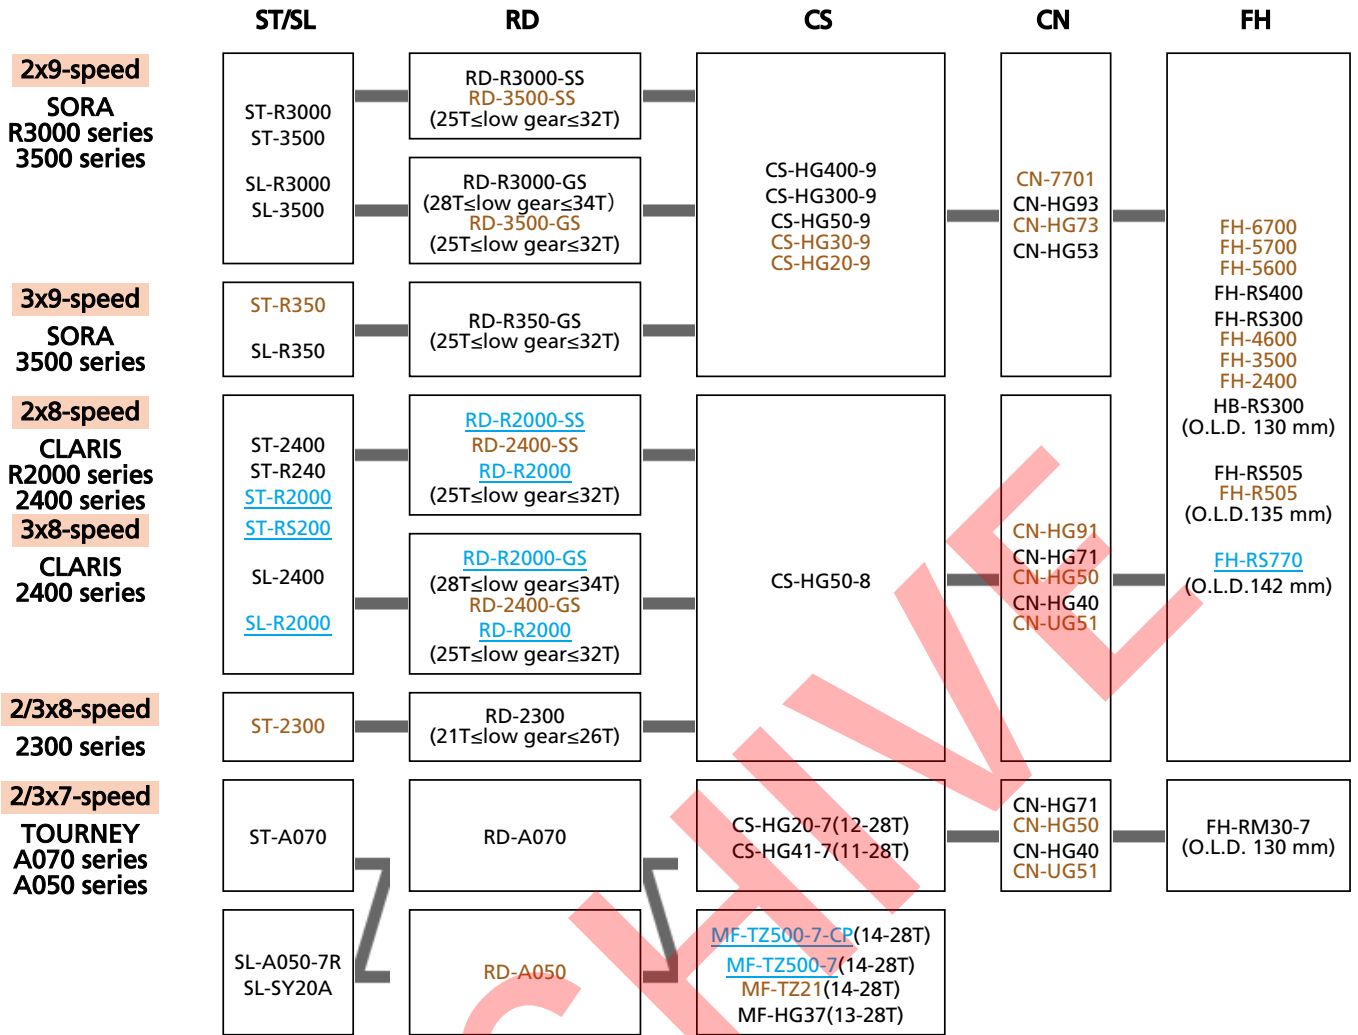 ST/SL
RD
CS
CN
FH
2x9-speed
SORA
R3000 series
3500 series
ST-R3000
ST-3500
SL-R3000
SL-3500
RD-R3000-SS
RD-3500-SS
(25T≤low gear≤32T)
RD-R3000-GS
(28T≤low gear≤34T)
RD-3500-GS
(25T≤low gear≤32T)
CS-HG400-9
CS-HG300-9
CS-HG50-9
CS-HG30-9
CS-HG20-9
CN-7701
CN-HG93
CN-HG73
CN-HG53
FH-6700
FH-5700
FH-5600
FH-RS400
FH-RS300
FH-4600
FH-3500
FH-2400
HB-RS300
(O.L.D. 130 mm)
FH-RS505
FH-R505
(O.L.D.135 mm)
FH-RS770
(O.L.D.142 mm)
3x9-speed
SORA
3500 series
ST-R350
SL-R350
RD-R350-GS
(25T≤low gear≤32T)
2x8-speed
CLARIS
R2000 series
2400 series
3x8-speed
CLARIS
2400 series
ST-2400
ST-R240
ST-R2000
ST-RS200
SL-2400
SL-R2000
RD-R2000-SS
RD-2400-SS
RD-R2000
(25T≤low gear≤32T)
RD-R2000-GS
(28T≤low gear≤34T)
RD-2400-GS
RD-R2000
(25T≤low gear≤32T)
CS-HG50-8
CN-HG91
CN-HG71
CN-HG50
CN-HG40
CN-UG51
2/3x8-speed
2300 series
ST-2300
RD-2300
(21T≤low gear≤26T)
2/3x7-speed
TOURNEY
A070 series
A050 series
ST-A070
RD-A070
CS-HG20-7(12-28T)
CS-HG41-7(11-28T)
CN-HG71
CN-HG50
CN-HG40
CN-UG51
FH-RM30-7
(O.L.D. 130 mm)
SL-A050-7R
SL-SY20A
RD-A050
MF-TZ500-7-CP(14-28T)
MF-TZ500-7(14-28T)
MF-TZ21(14-28T)
MF-HG37(13-28T)
CHIVE